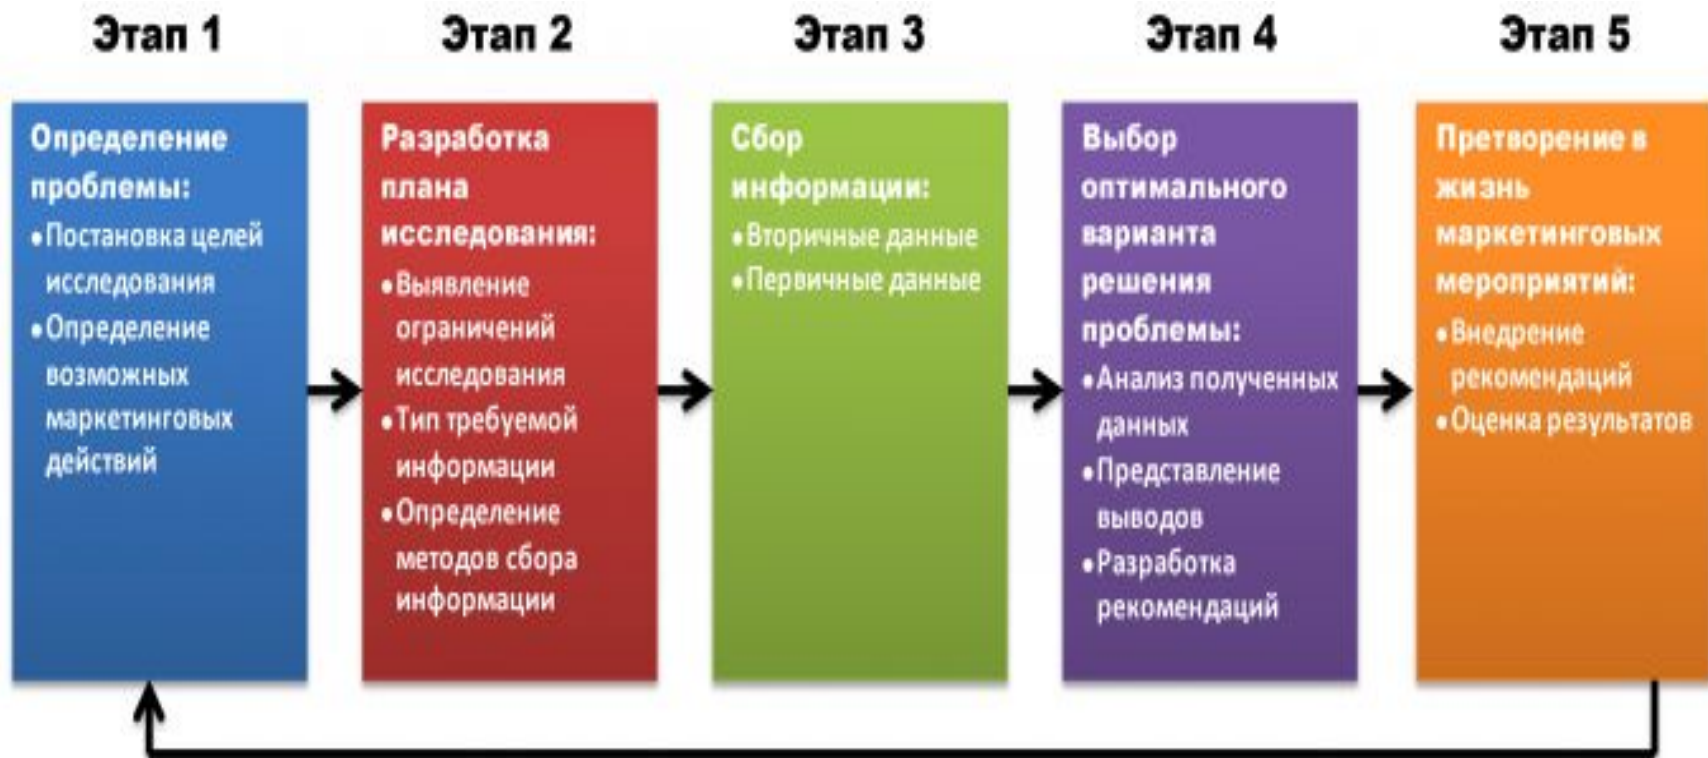 Этап 1
Этап 2
Этап 3
Этап 4
Этап 5
Определение
проблемы:
•Постановка целей
исследования
•Определение
возможных
маркетинговых
действий
Разработка
плана
исследования:
•Выявление
ограничений
исследования
•Тип требуемой
информации
•Определение
методов сбора
информации
Сбор
информации:
•Вторичные данные
•Первичные данные
Выбор
оптимального
варианта
решения
проблемы:
•Анализ полученных
данных
•Представление
выводов
•Разработка
рекомендаций
Претворение в
жизнь
маркетинговых
мероприятий:
•Внедрение
рекомендаций
•Оценка результатов